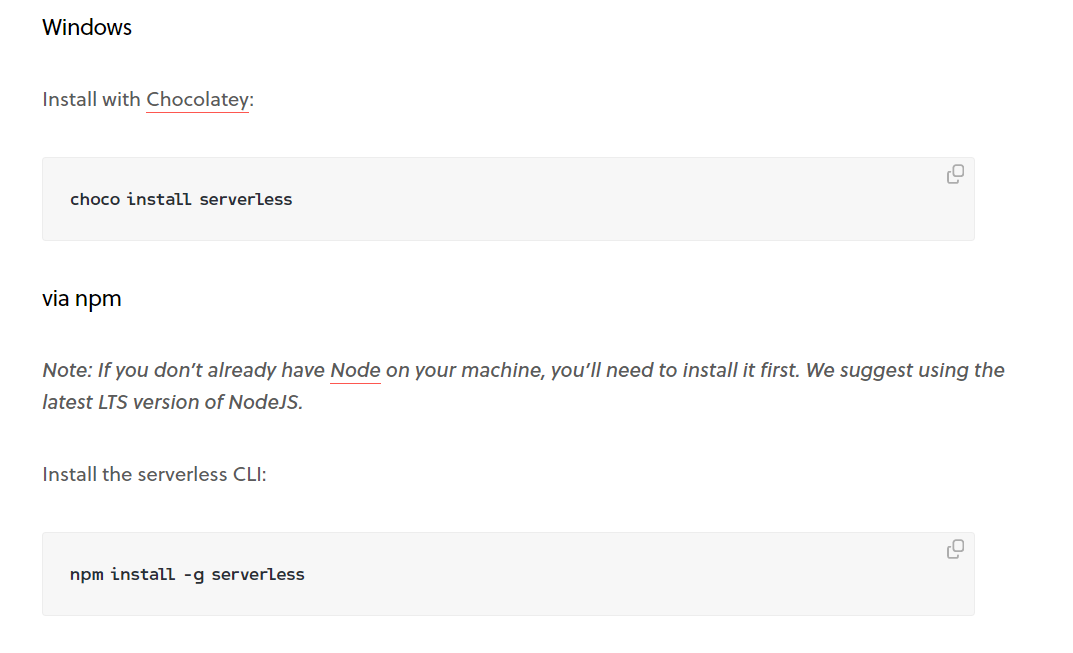 Windows
Install with Chocolatey:
choco install serverless
via npm
Note: If you don’t already have Node on your machine, you’ll need to install it first. We suggest using the
latest LTS version of NodeJS.
Install the serverless CLI:
npm install -g serverless